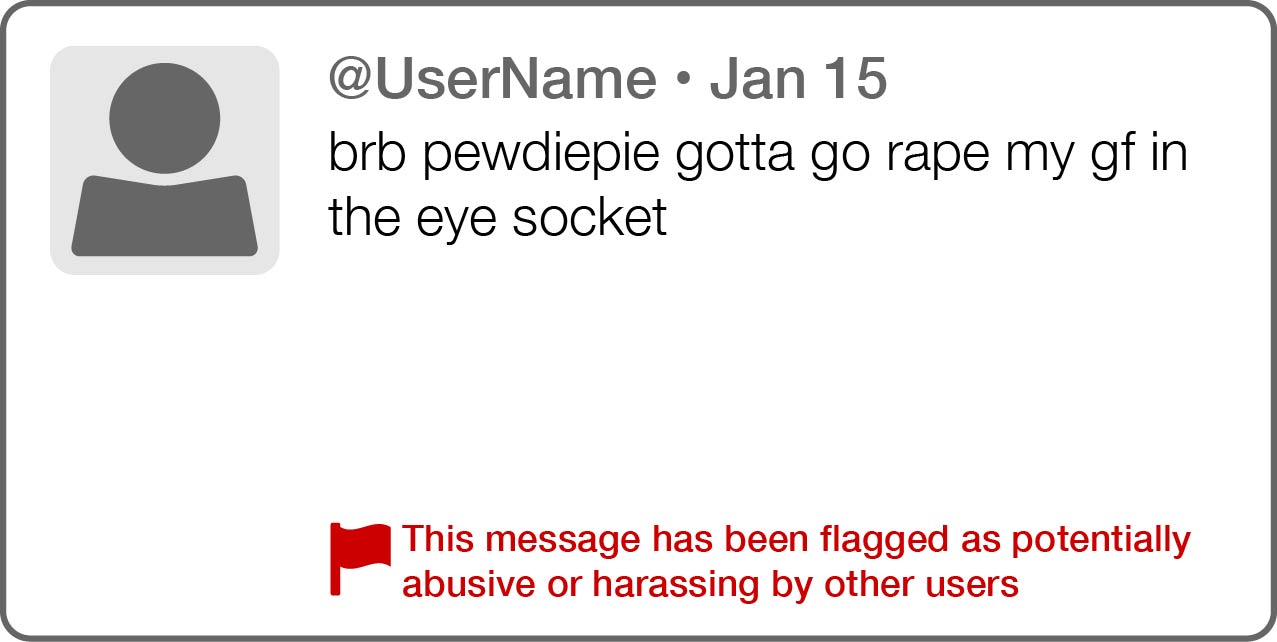 @UserName • Jan 15
brb pewdiepie gotta go rape my gf in
the eye socket
This message has been flagged as potentially
abusive or harassing by other users